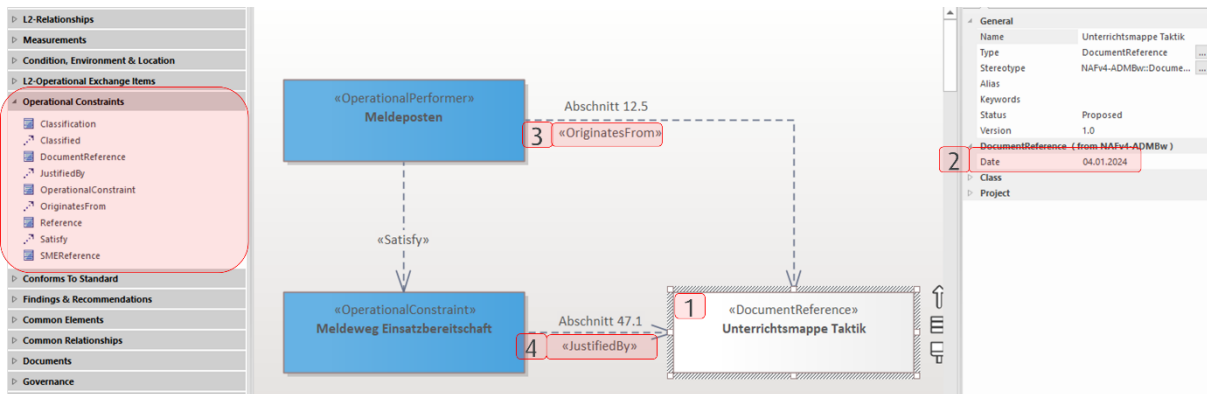 L2-Relationships
Measurements
Condition, Environment & Location
L2-Operational Exchange Items
Operational Constraints
Classification
Classified
DocumentReference
JustifiedBy
OperationalConstraint
OriginatesFrom
Reference
Satisfy
SMEReference
Conforms To Standard
Findings & Recommendations
Common Elements
Common Relationships
Documents
Governance
«OperationalPerformer»
Meldeposten
Abschnitt 12.5
3 «OriginatesFrom»
«Satisfy»
«OperationalConstraint»
Meldeweg Einsatzbereitschaft
Abschnitt 47.1
4 «JustifiedBy»
1 «DocumentReference»
Unterrichtsmappe Taktik
General
Name Unterrichtsmappe Taktik
Type DocumentReference ...
Stereotype NAFv4-ADMBw::Docume... ...
Alias
Keywords
Status Proposed
Version 1.0
DocumentReference ( from NAFv4-ADMBw )
2 Date 04.01.2024
Class
Project